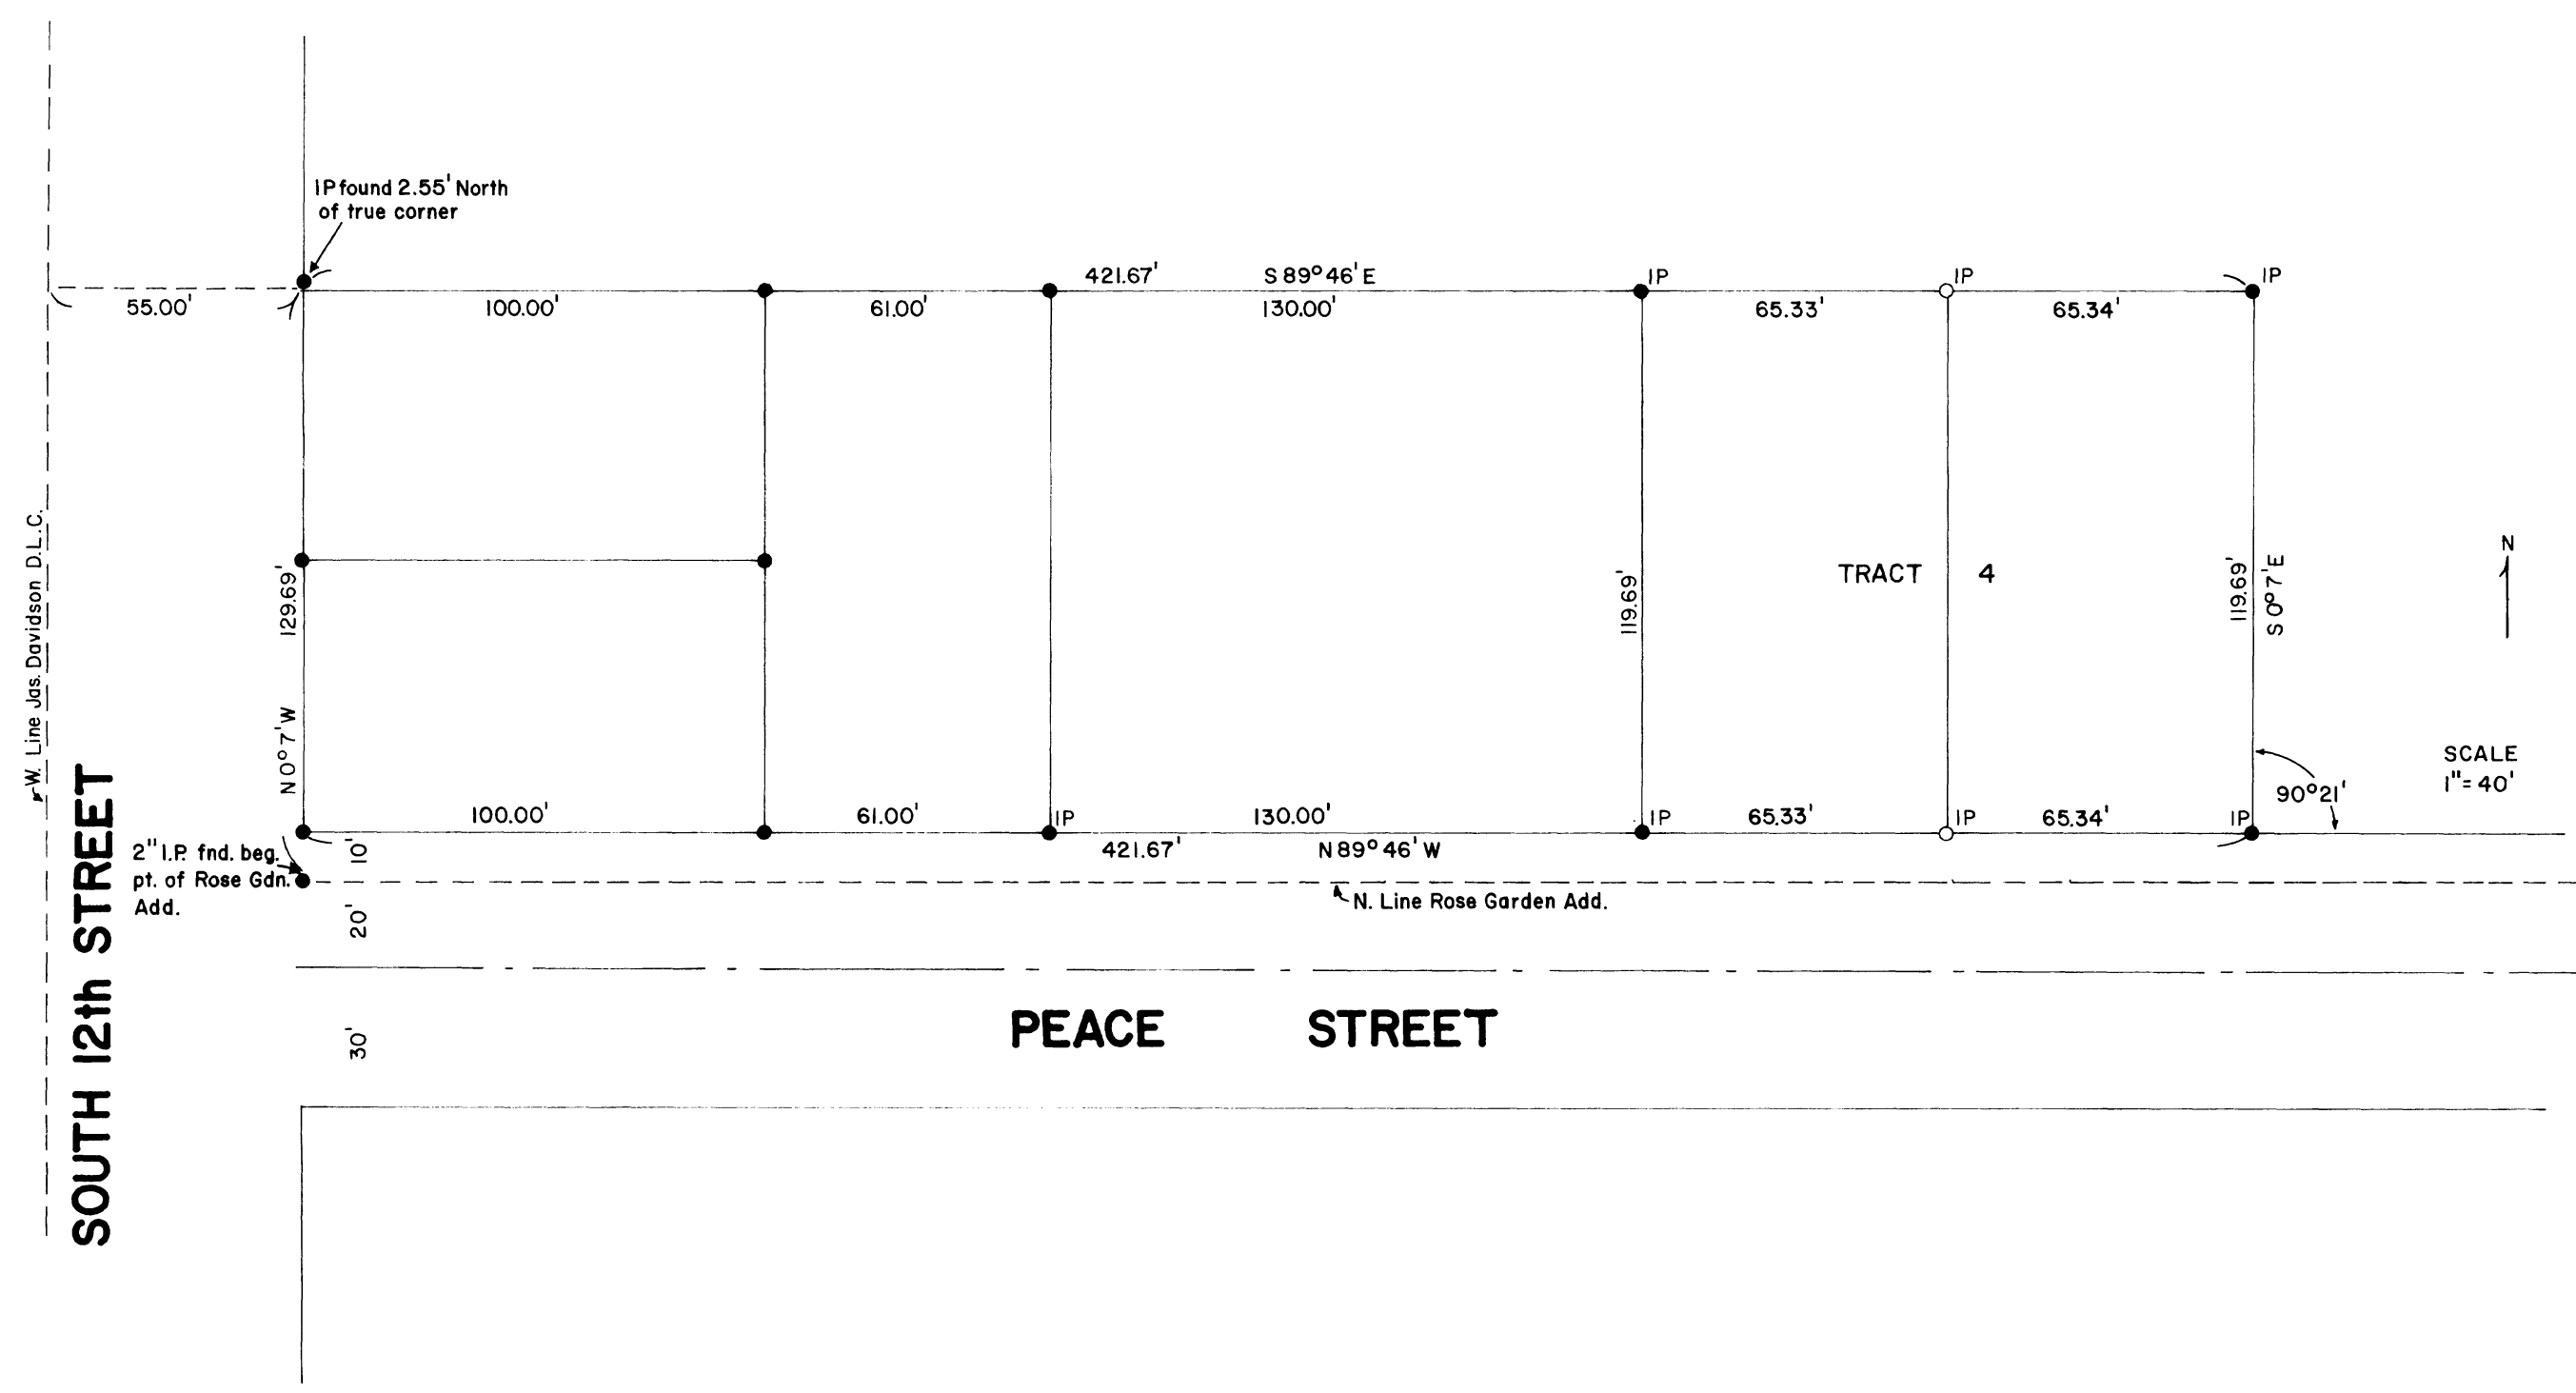 IP found 2.55' North
of true corner
421.67' S 89° 46' E
IP
IP
IP
55.00'
100.00'
61.00'
130.00'
65.33'
65.34'
W. Line Jas. Davidson D.L.C.
SOUTH 12th STREET
129.69'
N 0° 7' W
119.69'
TRACT 4
119.69'
S 0° 7' E
N
SCALE
1" = 40'
90° 21'
100.00'
61.00'
IP
130.00'
IP
65.33'
IP
65.34'
IP
421.67' N 89° 46' W
2" I.P. fnd. beg.
pt. of Rose Gdn.
Add.
10'
20'
N. Line Rose Garden Add.
30'
PEACE STREET